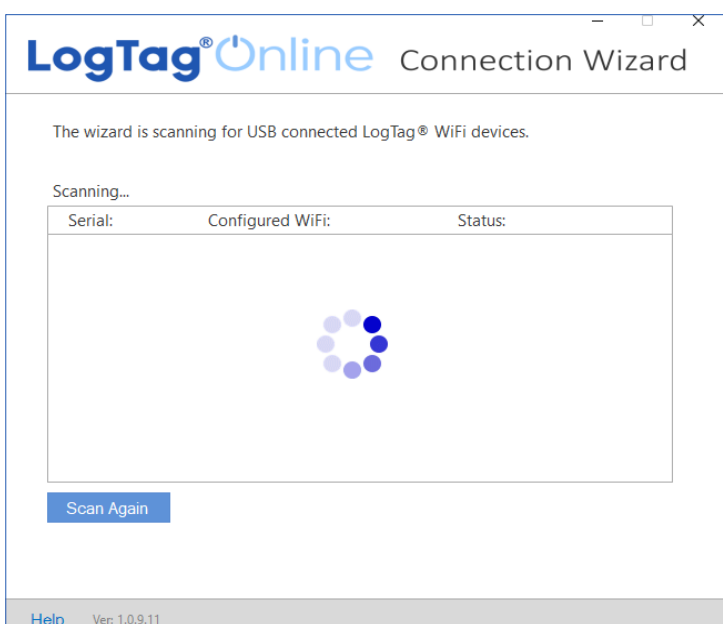 LogTag® Online Connection Wizard
The wizard is scanning for USB connected LogTag® WiFi devices.
Scanning...
Serial: Configured WiFi: Status:
Scan Again
Help Ver: 1.0.9.11